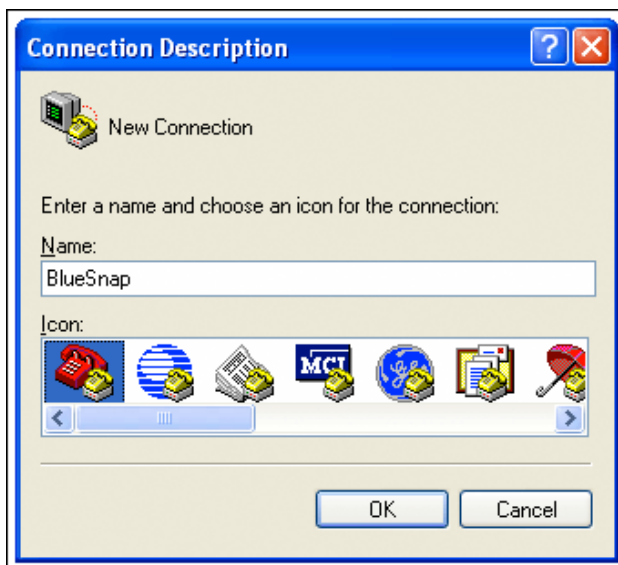 Connection Description
New Connection
Enter a name and choose an icon for the connection:
Name:
BlueSnap
Icon:
MCI
OK Cancel